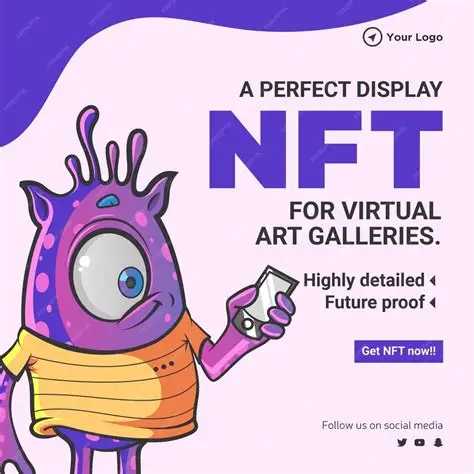 Your Logo
A PERFECT DISPLAY
NFT
FOR VIRTUAL
ART GALLERIES.
Highly detailed
Future proof
Get NFT now!!
Follow us on social media